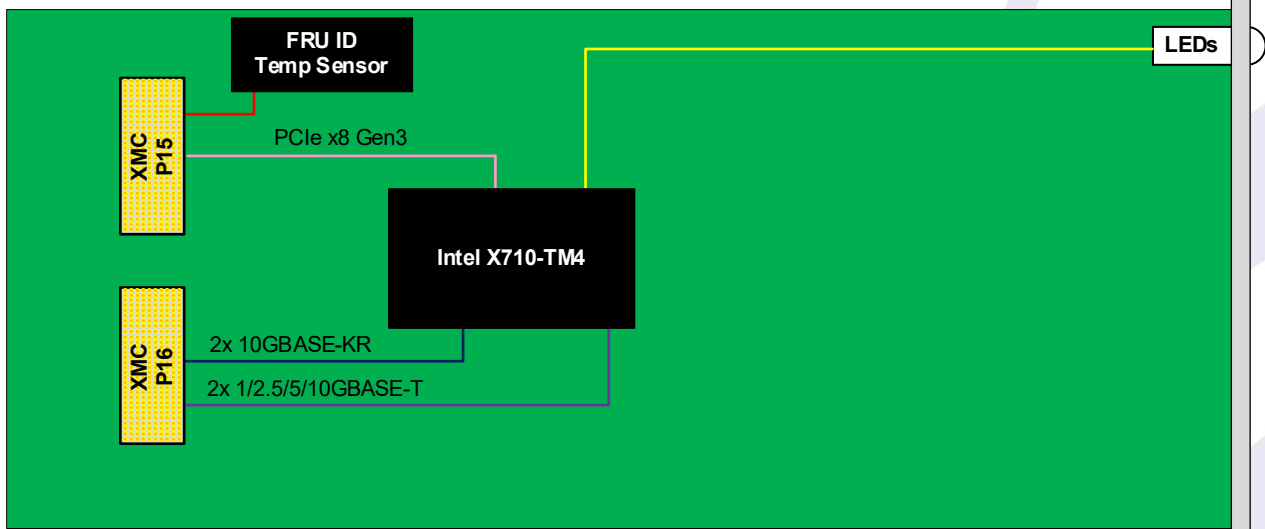 FRU ID
Temp Sensor
LEDs
XMC
P15
PCIe x8 Gen3
Intel X710-TM4
XMC
P16
2x 10GBASE-KR
2x 1/2.5/5/10GBASE-T